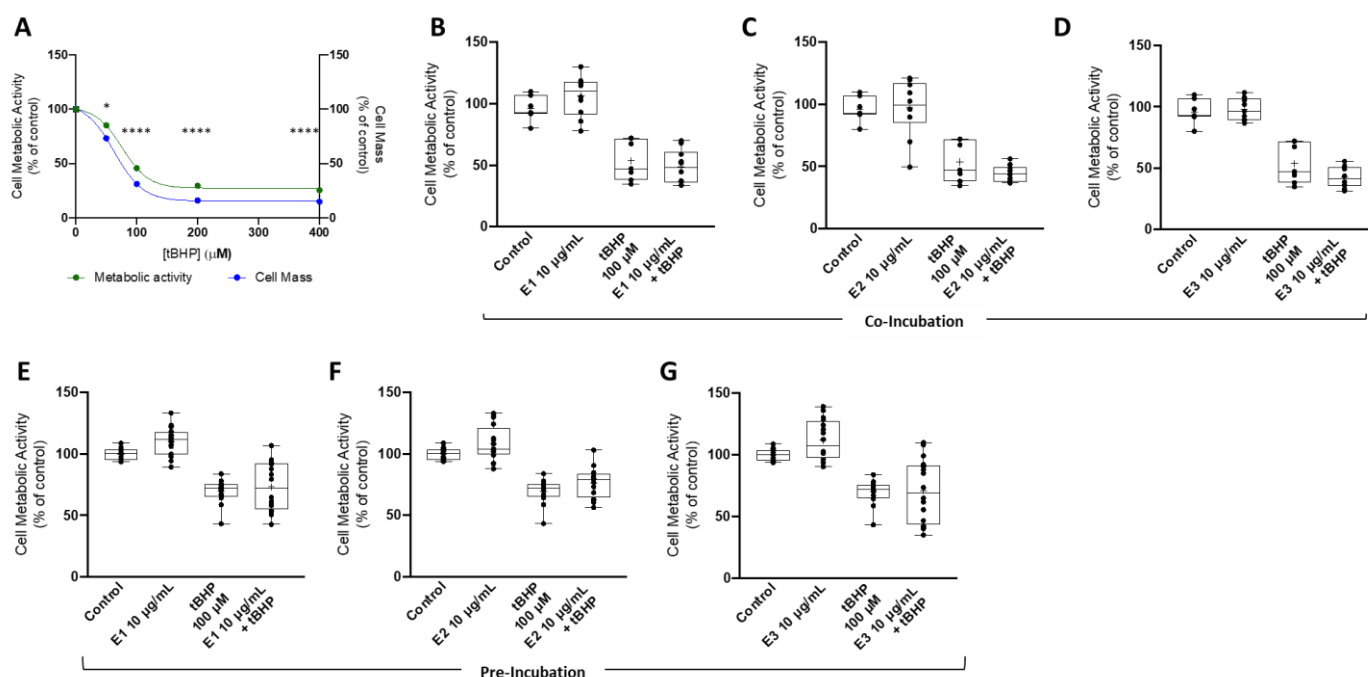 A
150
100
50
0
Cell Metabolic Activity
(% of control)
*
****
****
****
150
100
50
0
Cell Mass
(% of control)
0
100
200
300
400
[tBHP] (µM)
Metabolic activity
Cell Mass
B
150
100
50
0
Cell Metabolic Activity
(% of control)
Control
E1 10 µg/mL
tBHP
100 µM
E1 10 µg/mL
+ tBHP
C
150
100
50
0
Cell Metabolic Activity
(% of control)
Control
E2 10 µg/mL
tBHP
100 µM
E2 10 µg/mL
+ tBHP
D
150
100
50
0
Cell Metabolic Activity
(% of control)
Control
E3 10 µg/mL
tBHP
100 µM
E3 10 µg/mL
+ tBHP
Co-Incubation
E
150
100
50
0
Cell Metabolic Activity
(% of control)
Control
E1 10 µg/mL
tBHP
100 µM
E1 10 µg/mL
+ tBHP
F
150
100
50
0
Cell Metabolic Activity
(% of control)
Control
E2 10 µg/mL
tBHP
100 µM
E2 10 µg/mL
+ tBHP
G
150
100
50
0
Cell Metabolic Activity
(% of control)
Control
E3 10 µg/mL
tBHP
100 µM
E3 10 µg/mL
+ tBHP
Pre-Incubation